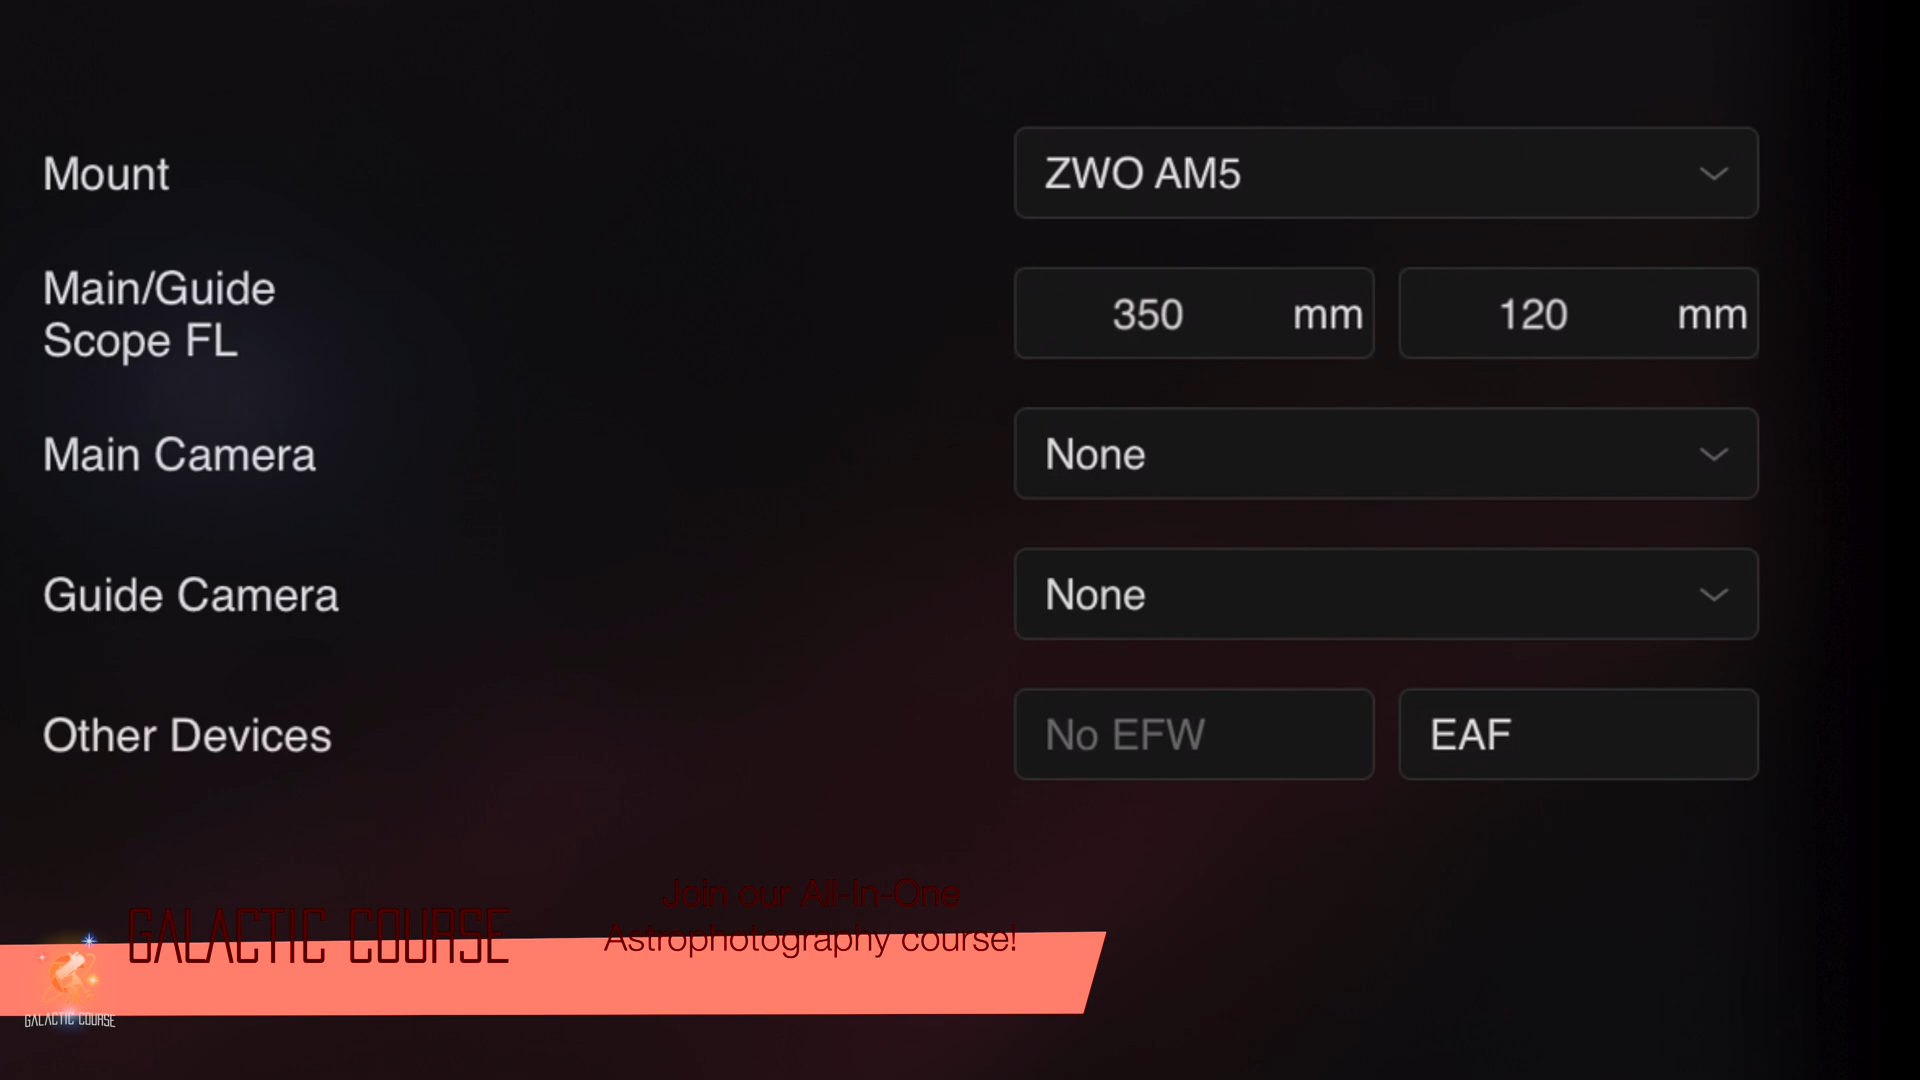 Mount
ZWO AM5
Main/Guide
Scope FL
350 mm
120 mm
Main Camera
None
Guide Camera
None
Other Devices
No EFW
EAF
GALACTIC COURSE
Join our All-In-One
Astrophotography course!
GALACTIC COURSE